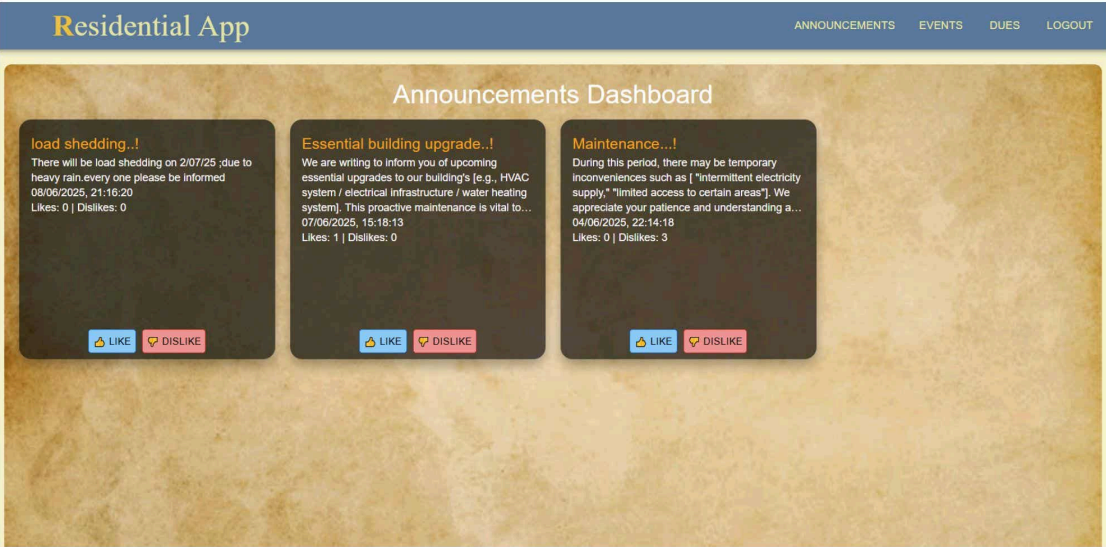 Residential App
ANNOUNCEMENTS EVENTS DUES LOGOUT
Announcements Dashboard
load shedding..!
There will be load shedding on 2/07/25 ;due to
heavy rain.every one please be informed
08/06/2025, 21:16:20
Likes: 0 | Dislikes: 0
LIKE DISLIKE
Essential building upgrade..!
We are writing to inform you of upcoming
essential upgrades to our building's [e.g., HVAC
system / electrical infrastructure / water heating
system]. This proactive maintenance is vital to…
07/06/2025, 15:18:13
Likes: 1 | Dislikes: 0
LIKE DISLIKE
Maintenance...!
During this period, there may be temporary
inconveniences such as [ "intermittent electricity
supply," "limited access to certain areas"]. We
appreciate your patience and understanding a…
04/06/2025, 22:14:18
Likes: 0 | Dislikes: 3
LIKE DISLIKE